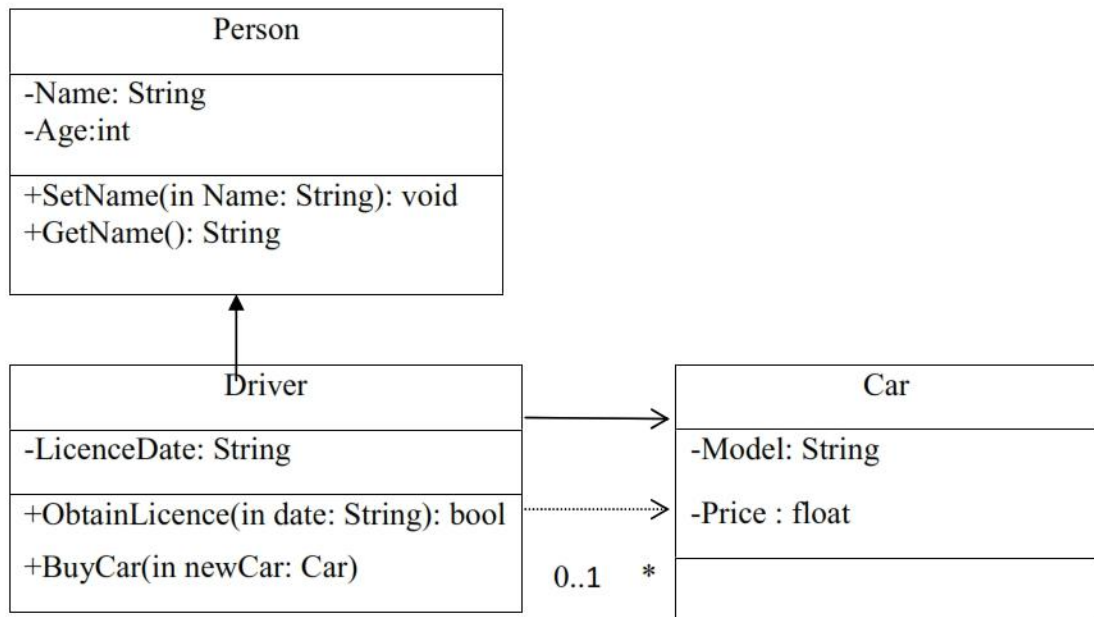 Person
-Name: String
-Age:int
+SetName(in Name: String): void
+GetName(): String
Driver
-LicenceDate: String
+ObtainLicence(in date: String): bool
+BuyCar(in newCar: Car)
0..1 *
Car
-Model: String
-Price : float